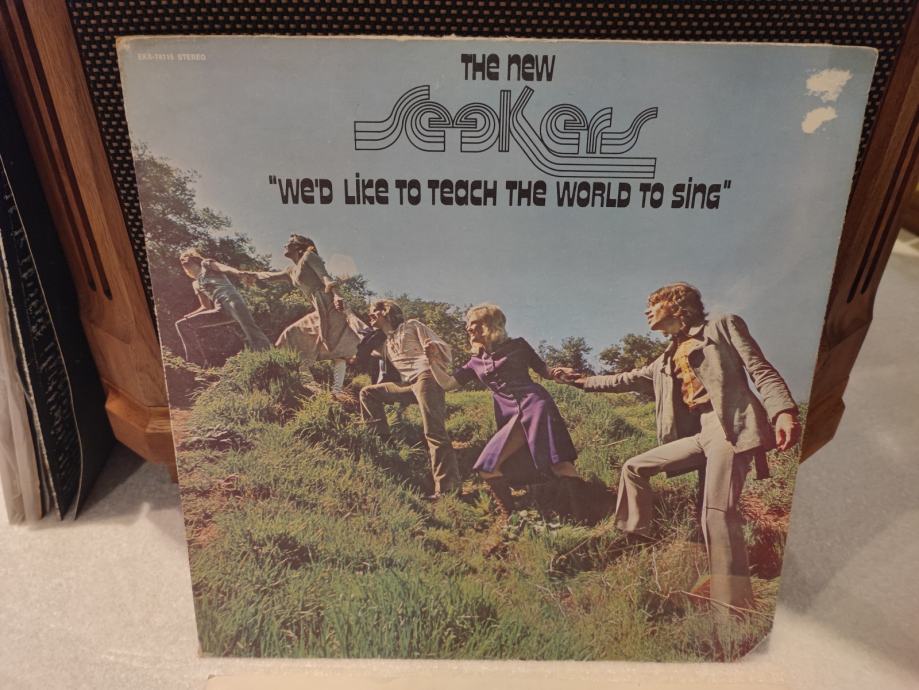 EKS-74115 STEREO
THE NEW
SEEKERS
"WE'D LIKE TO TEACH THE WORLD TO SING"